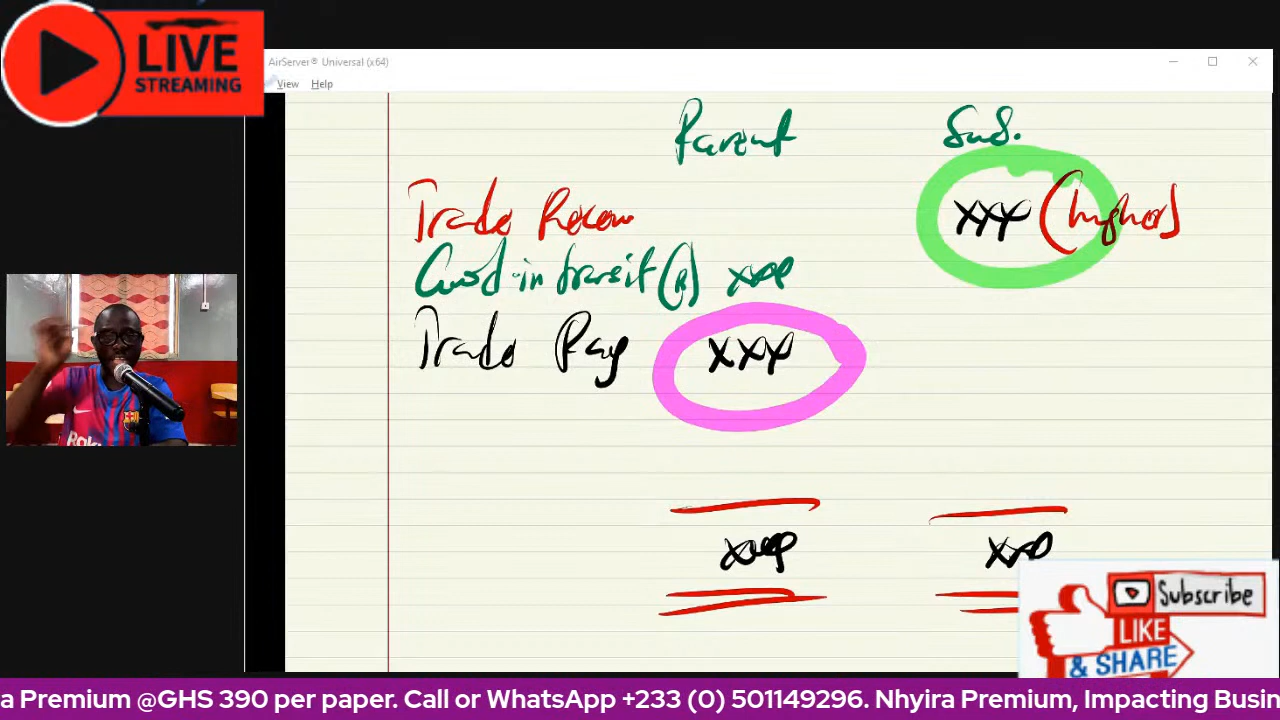 LIVE
STREAMING
AirServer® Universal (x64)
View Help
Parent Sub.
Trade Receiv xxx (higher)
Good in transit (R) xxx
Trade Pay xxx
xxx xxx
Subscribe
LIKE
& SHARE
a Premium @GHS 390 per paper. Call or WhatsApp +233 (0) 501149296. Nhyira Premium, Impacting Busin